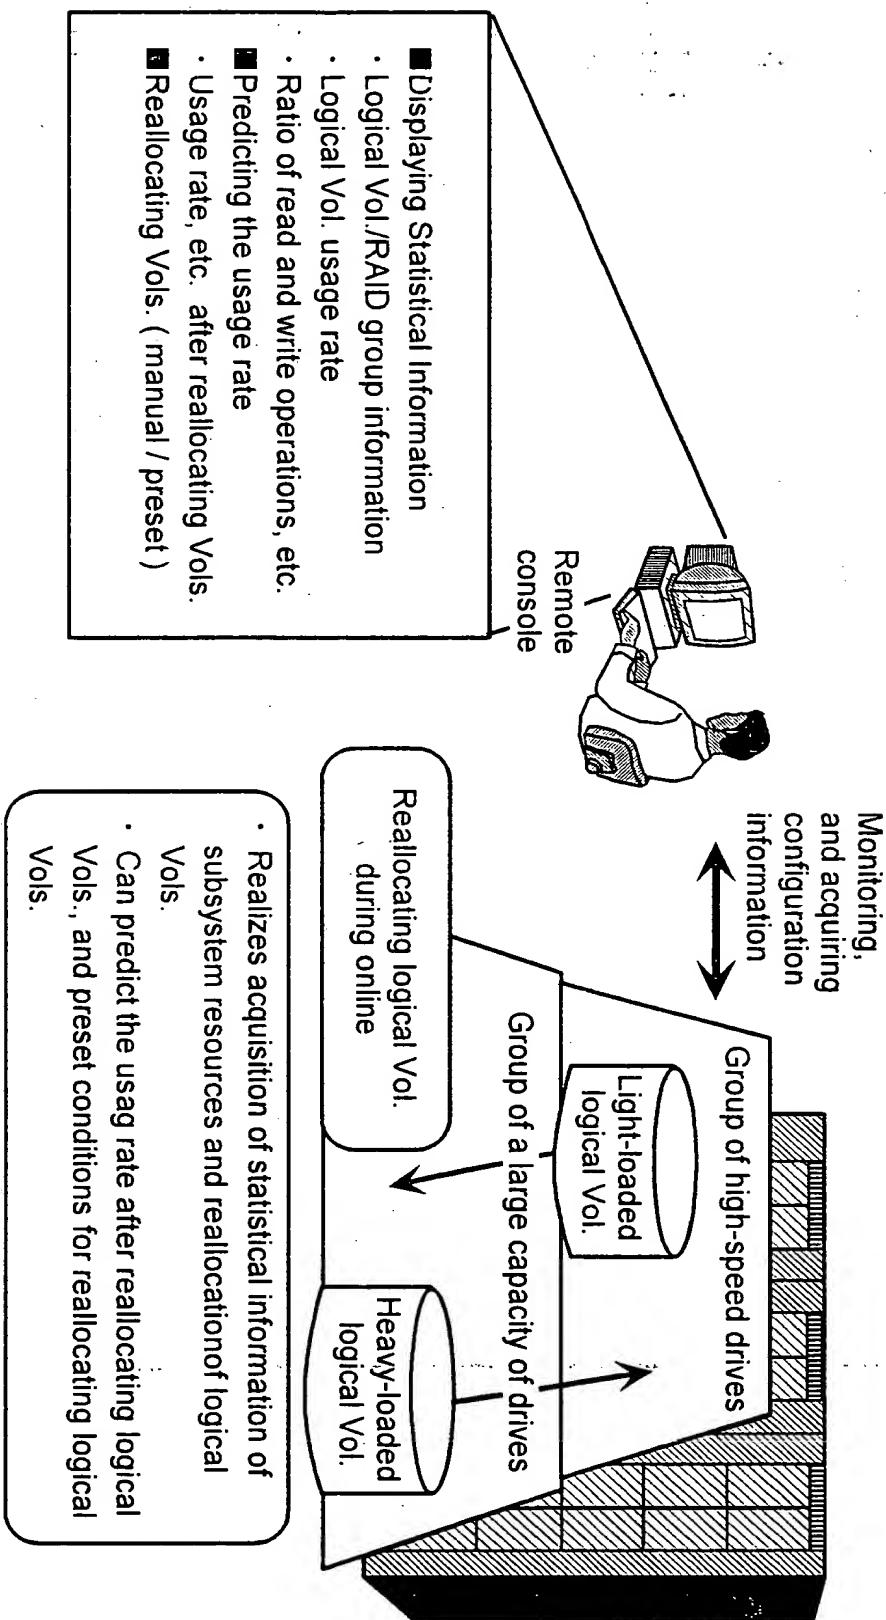 ■Displaying Statistical Information
・Logical Vol./RAID group information
・Logical Vol. usage rate
・Ratio of read and write operations, etc.
■Predicting the usage rate
・Usage rate, etc. after reallocating Vols.
■Reallocating Vols. ( manual / preset )
Remote
console
Monitoring,
and acquiring
configuration
information
Group of high-speed drives
Light-loaded
logical Vol.
Group of a large capacity of drives
Heavy-loaded
logical Vol.
Reallocating logical Vol.
during online
・Realizes acquisition of statistical information of
subsystem resources and reallocationof logical
Vols.
・Can predict the usag rate after reallocating logical
Vols., and preset conditions for reallocating logical
Vols.